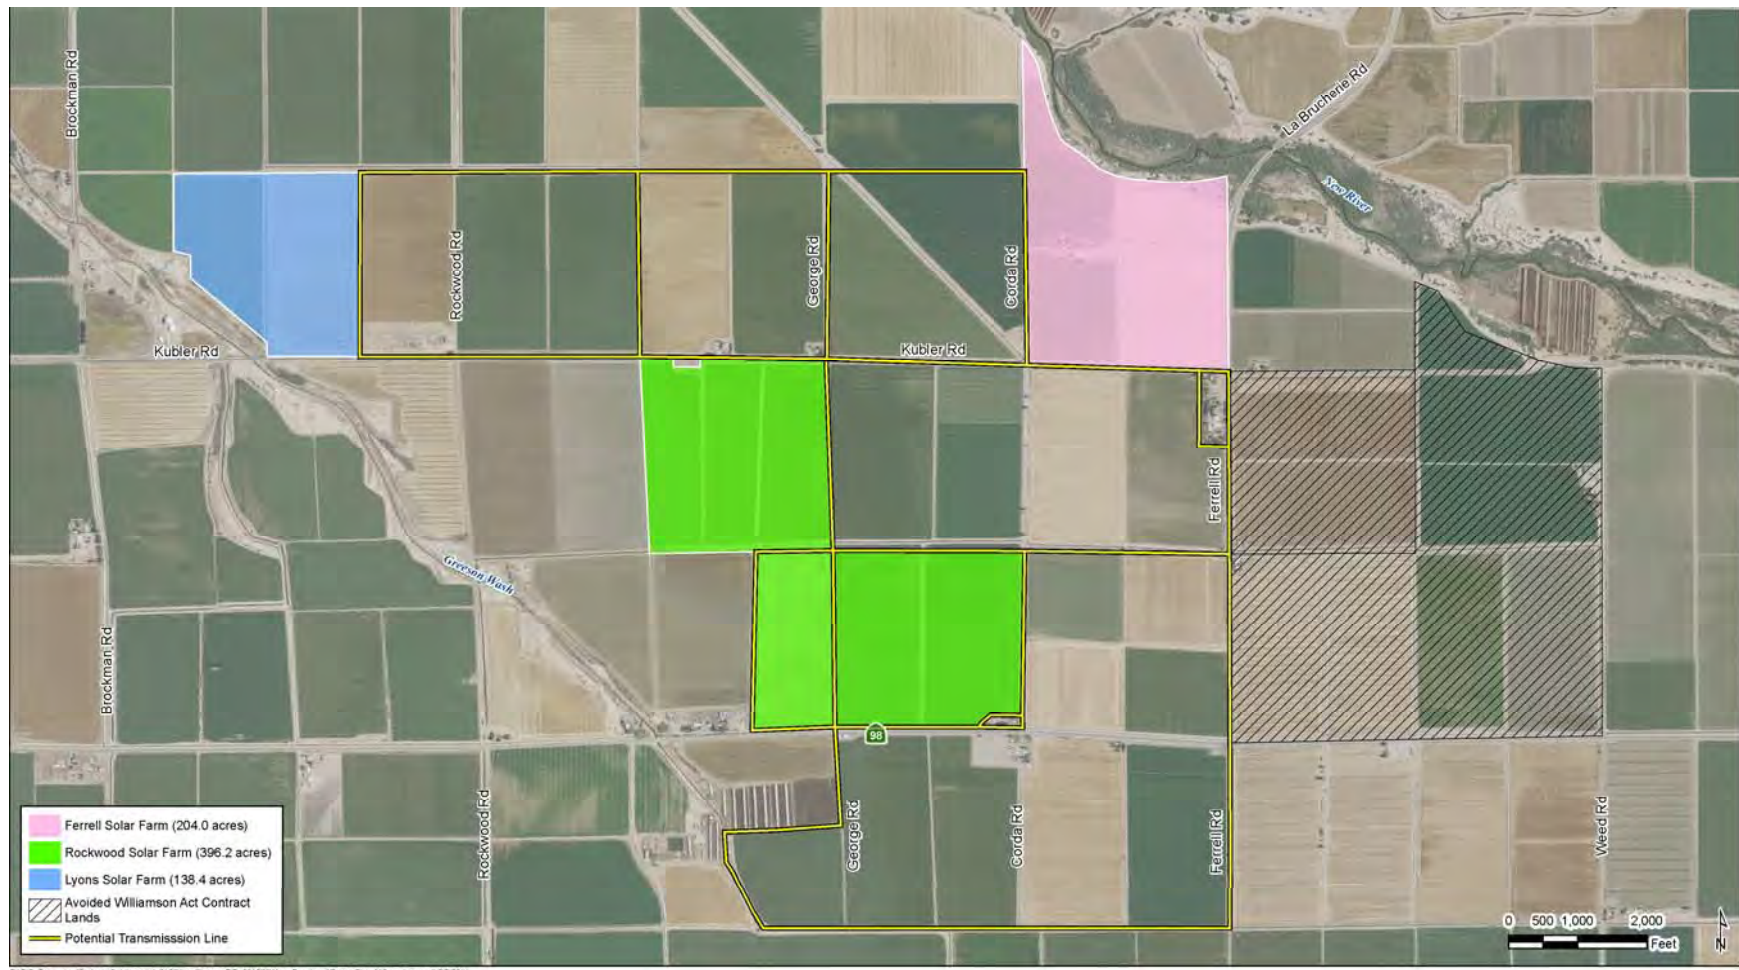 Brockman Rd
La Brucherie Rd
New River
Rockwood Rd
George Rd
Corda Rd
Kubler Rd
Kubler Rd
Ferrell Rd
Greeson Wash
Brockman Rd
98
Rockwood Rd
George Rd
Corda Rd
Ferrell Rd
Weed Rd
Ferrell Solar Farm (204.0 acres)
Rockwood Solar Farm (396.2 acres)
Lyons Solar Farm (138.4 acres)
Avoided Williamson Act Contract
Lands
Potential Transmisssion Line
0 500 1,000 2,000
Feet
N